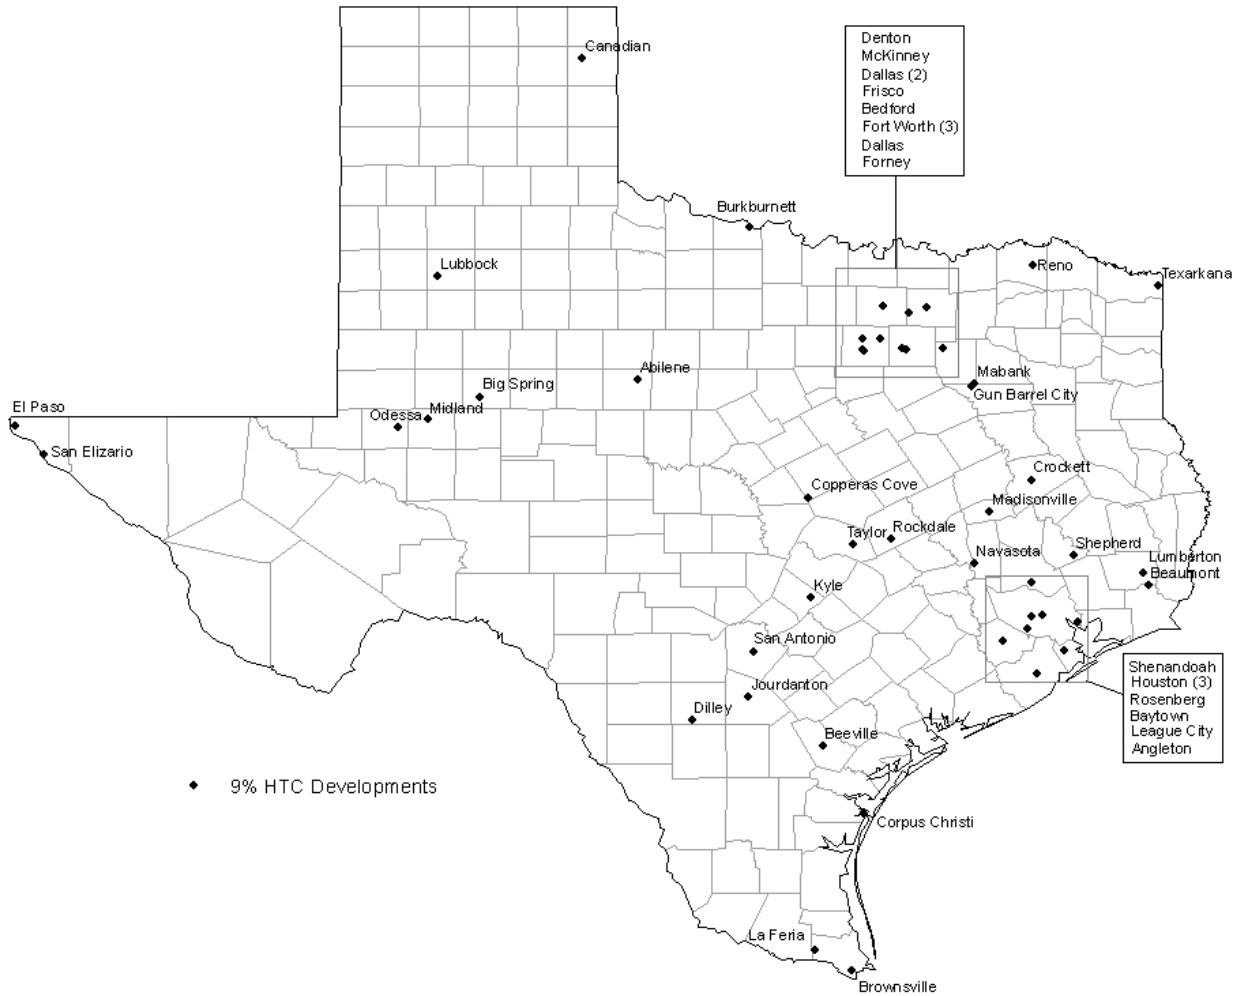 Canadian
Denton
McKinney
Dallas (2)
Frisco
Bedford
Fort Worth (3)
Dallas
Forney
Burkburnett
Lubbock
Reno
Texarkana
Abilene
Big Spring
Mabank
Gun Barrel City
El Paso
Odessa
Midland
San Elizario
Crockett
Copperas Cove
Madisonville
Taylor
Rockdale
Navasota
Shepherd
Lumberton
Beaumont
Kyle
San Antonio
Shenandoah
Houston (3)
Rosenberg
Baytown
League City
Angleton
Jourdanton
Dilley
Beeville
9% HTC Developments
Corpus Christi
La Feria
Brownsville